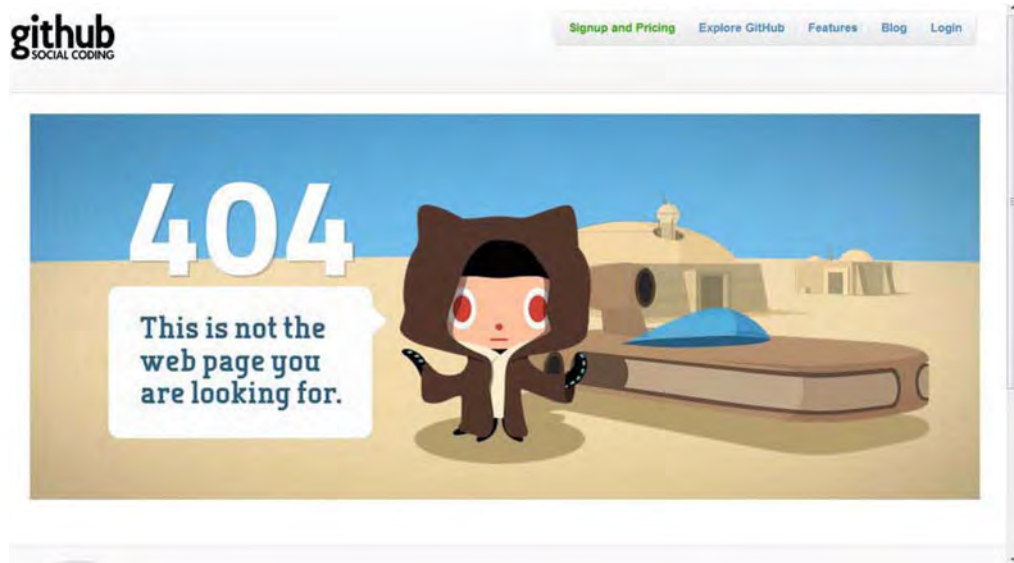 github
SOCIAL CODING
Signup and Pricing Explore GitHub Features Blog Login
404
This is not the
web page you
are looking for.